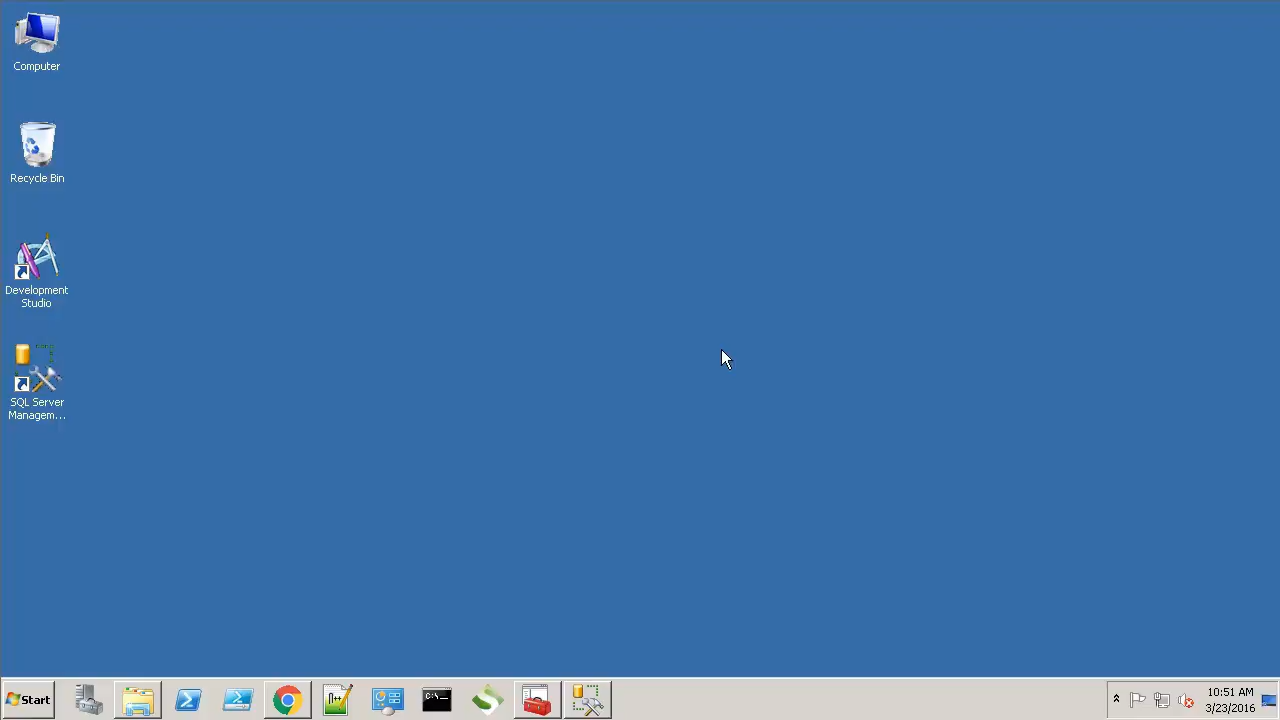 Computer
Recycle Bin
Development
Studio
SQL Server
Managem...
Start
C:\_
10:51 AM
3/23/2016